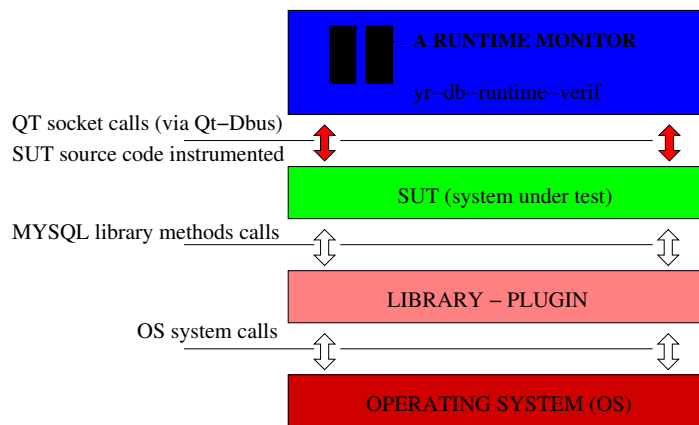 A RUNTIME MONITOR
yr−db−runtime−verif
QT socket calls (via Qt−Dbus)
SUT source code instrumented
SUT (system under test)
MYSQL library methods calls
LIBRARY − PLUGIN
OS system calls
OPERATING SYSTEM (OS)